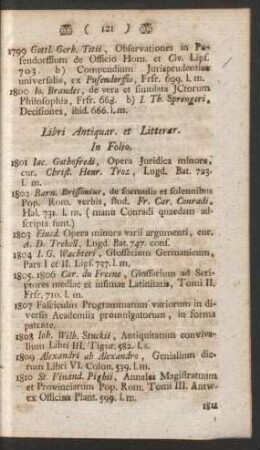 ( 121 )
1799 Gottl. Gerh. Titii, Observationes in Pu-
fendorffium de Officio Hom. et Civ. Lips.
703. b) Compendium Jurisprudentiae
universalis, ex Pufendorffio, Frfr. 699. l. m.
1800 Io. Brandes, de vera et simulata JCtorum
Philosophia, Frfr. 668. b) I. Th. Sprengeri,
Decisiones, ibid. 666. l. m.
Libri Antiquar. et Litterar.
In Folio.
1801 Iac. Gothofredi, Opera Juridica minora,
cur. Christ. Henr. Troz, Lugd. Bat. 723.
l. m.
1802 Barn. Brissonius, de formulis et solennibus
Pop. Rom. verbis, stud. Fr. Car. Conradi,
Hal. 731. l. m. ( manu Conradi quaedam ad-
scripta sunt.)
1803 Eiusd. Opera minora varii argumenti, cur.
A. D. Trekell, Lugd. Bat. 747. conf.
1804 I. G. Wachteri, Glossarium Germanicum,
Pars I et II. Lips. 737. l. m.
1805. 1806 Car. du Fresne, Glossarium ad Scri-
ptores mediae et infimae Latinitatis, Tomi II.
Frfr. 710. l. m.
1807 Fasciculus Programmatum variorum in di-
versis Academiis promulgatorum, in forma
patente.
1808 Ioh. Wilh. Stuckii, Antiquitatum conviva-
lium Libri III. Tigur. 582. l. s.
1809 Alexandri ab Alexandro, Genialium die-
rum Libri VI. Colon. 539. l. m.
1810 St. Vinand. Pighii, Annales Magistratuum
et Provinciarum Pop. Rom. Tomi III. Antw.
ex Officina Plant. 599. l. m.
1811